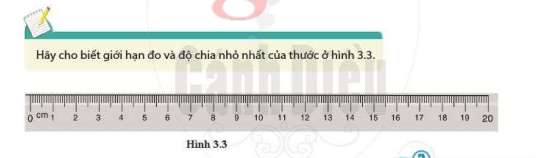 Hãy cho biết giới hạn đo và độ chia nhỏ nhất của thước ở hình 3.3.
Cánh Diều
0 cm 1 2 3 4 5 6 7 8 9 10 11 12 13 14 15 16 17 18 19 20
Hình 3.3
?